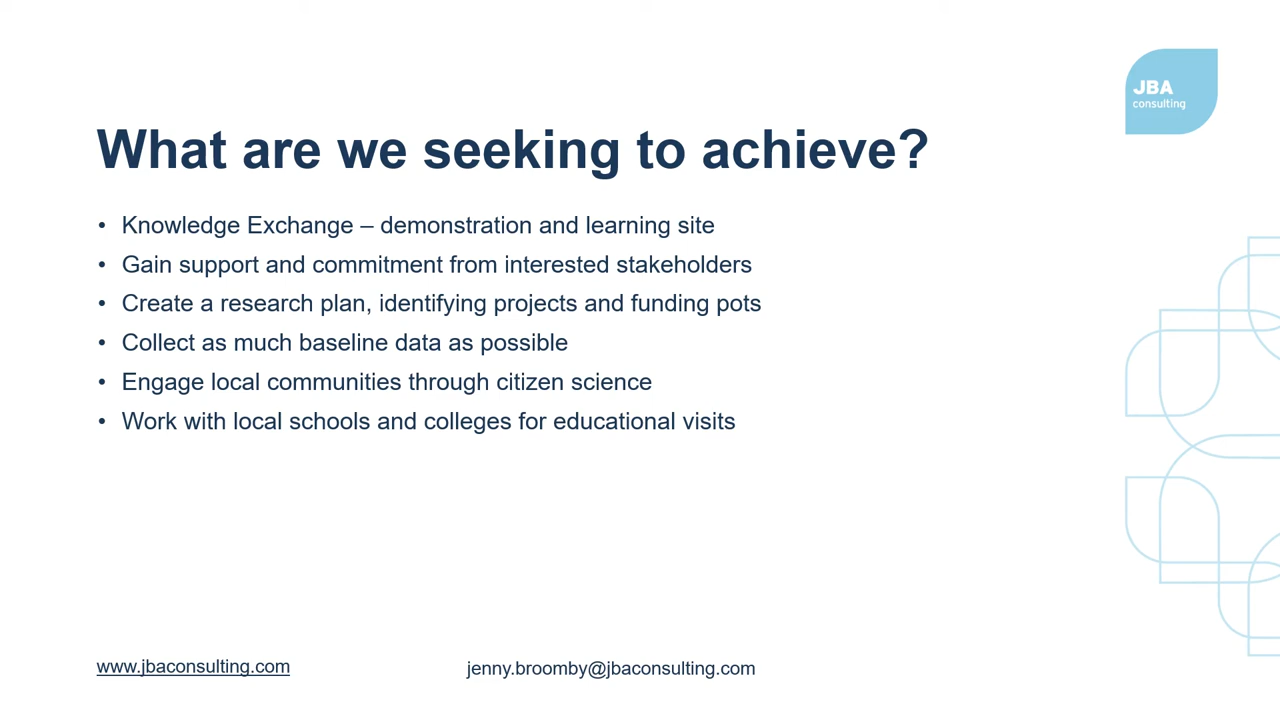 JBA
consulting
What are we seeking to achieve?
• Knowledge Exchange – demonstration and learning site
• Gain support and commitment from interested stakeholders
• Create a research plan, identifying projects and funding pots
• Collect as much baseline data as possible
• Engage local communities through citizen science
• Work with local schools and colleges for educational visits
www.jbaconsulting.com
jenny.broomby@jbaconsulting.com